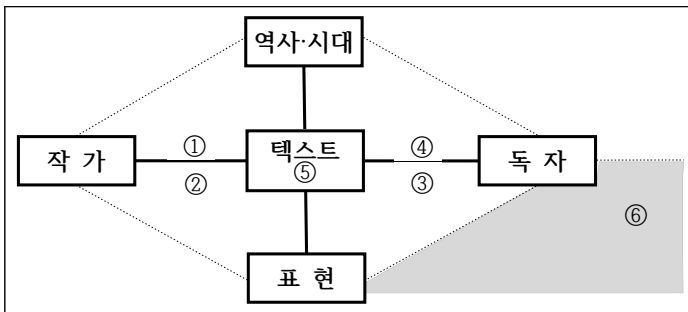 역사·시대
①
④
작 가
텍스트
독 자
②
⑤
③
⑥
표 현